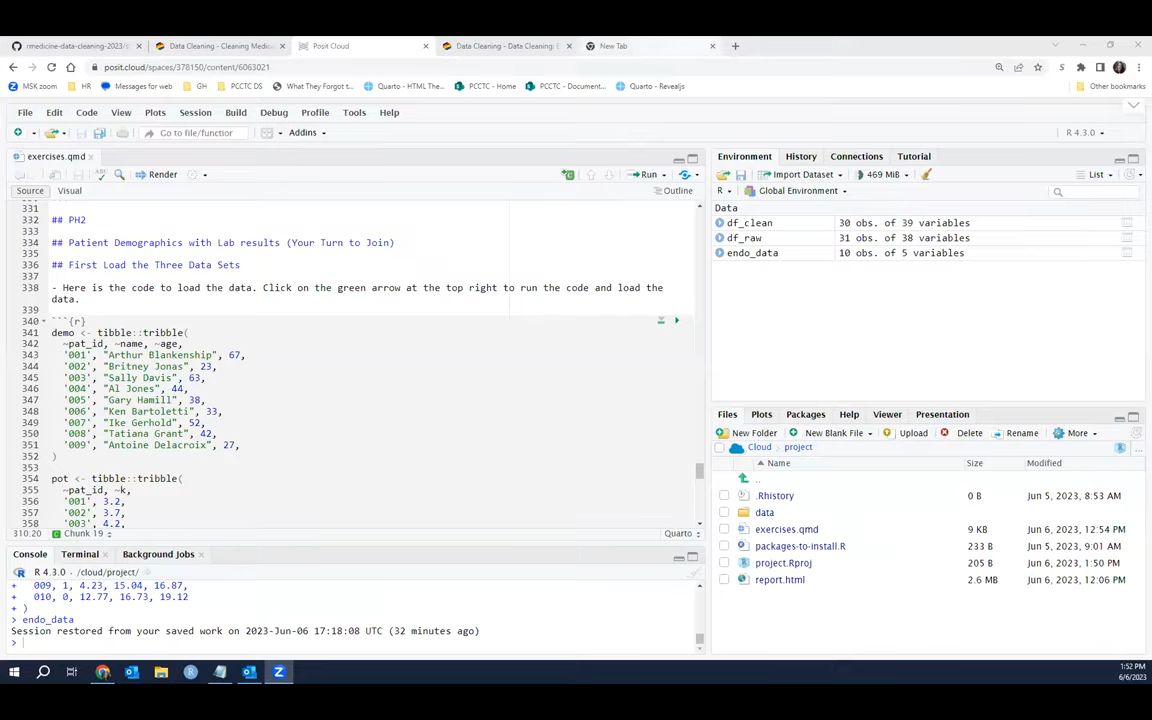 rmedicine-data-cleaning-2023/s
Data Cleaning - Cleaning Medic
Posit Cloud
Data Cleaning - Data Cleaning: E
New Tab
posit.cloud/spaces/378150/content/6063021
MSK zoom
HR
Messages for web
GH
PCCTC DS
What They Forgot t...
Quarto - HTML The...
PCCTC - Home
PCCTC - Document...
Quarto - Revealjs
Other bookmarks
File Edit Code View Plots Session Build Debug Profile Tools Help
Go to file/function
Addins
R 4.3.0
exercises.qmd
Render
Run
Source Visual
Outline
331
332 ## PH2
333
334 ## Patient Demographics with Lab results (Your Turn to Join)
335
336 ## First Load the Three Data Sets
337
338 - Here is the code to load the data. Click on the green arrow at the top right to run the code and load the
data.
339
340 ```{r}
341 demo <- tibble::tribble(
342 ~pat_id, ~name, ~age,
343 '001', "Arthur Blankenship", 67,
344 '002', "Britney Jonas", 23,
345 '003', "Sally Davis", 63,
346 '004', "Al Jones", 44,
347 '005', "Gary Hamill", 38,
348 '006', "Ken Bartoletti", 33,
349 '007', "Ike Gerhold", 52,
350 '008', "Tatiana Grant", 42,
351 '009', "Antoine Delacroix", 27,
352 )
353
354 pot <- tibble::tribble(
355 ~pat_id, ~k,
356 '001', 3.2,
357 '002', 3.7,
358 '003', 4.2,
310:20 Chunk 19
Quarto
Console Terminal Background Jobs
R 4.3.0 . /cloud/project/
+ 009, 1, 4.23, 15.04, 16.87,
+ 010, 0, 12.77, 16.73, 19.12
+ )
> endo_data
Session restored from your saved work on 2023-Jun-06 17:18:08 UTC (32 minutes ago)
>
Environment History Connections Tutorial
Import Dataset
469 MiB
List
R
Global Environment
Data
df_clean 30 obs. of 39 variables
df_raw 31 obs. of 38 variables
endo_data 10 obs. of 5 variables
Files Plots Packages Help Viewer Presentation
New Folder New Blank File Upload Delete Rename More
Cloud project
Name Size Modified
..
.Rhistory 0 B Jun 5, 2023, 8:53 AM
data
exercises.qmd 9 KB Jun 6, 2023, 12:54 PM
packages-to-install.R 233 B Jun 5, 2023, 9:01 AM
project.Rproj 205 B Jun 6, 2023, 1:50 PM
report.html 2.6 MB Jun 6, 2023, 12:06 PM
1:52 PM
6/6/2023